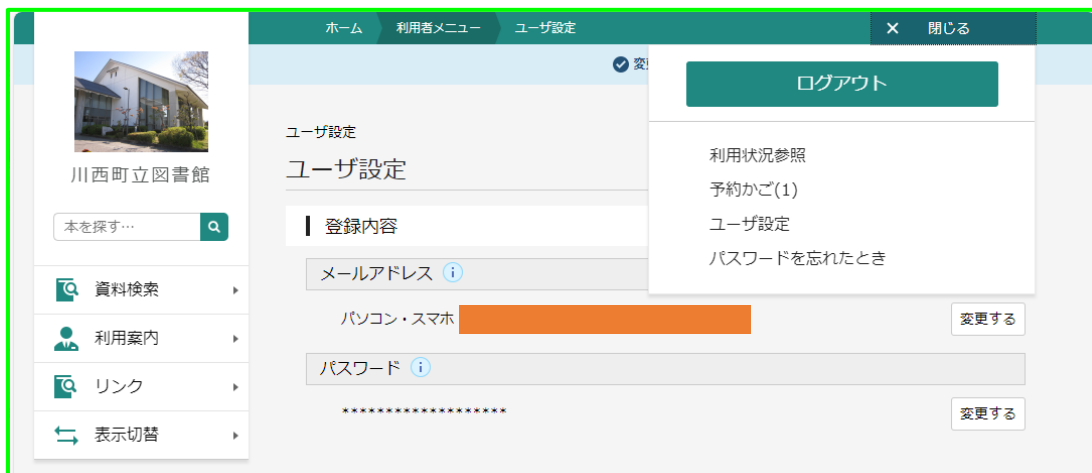 ホーム 利用者メニュー ユーザ設定 × 閉じる
変
ログアウト
利用状況参照
予約かご(1)
ユーザ設定
パスワードを忘れたとき
川西町立図書館
本を探す…
資料検索
利用案内
リンク
表示切替
ユーザ設定
ユーザ設定
登録内容
メールアドレス i
パソコン・スマホ 変更する
パスワード i
******************* 変更する